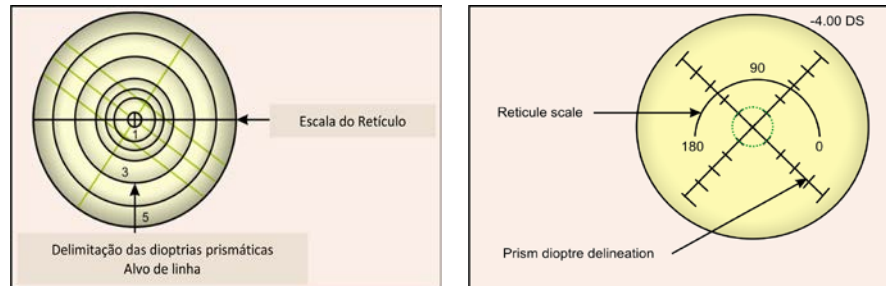 1
3
5
Escala do Retículo
Delimitação das dioptrias prismáticas
Alvo de linha
-4.00 DS
90
Reticule scale
180
0
Prism dioptre delineation